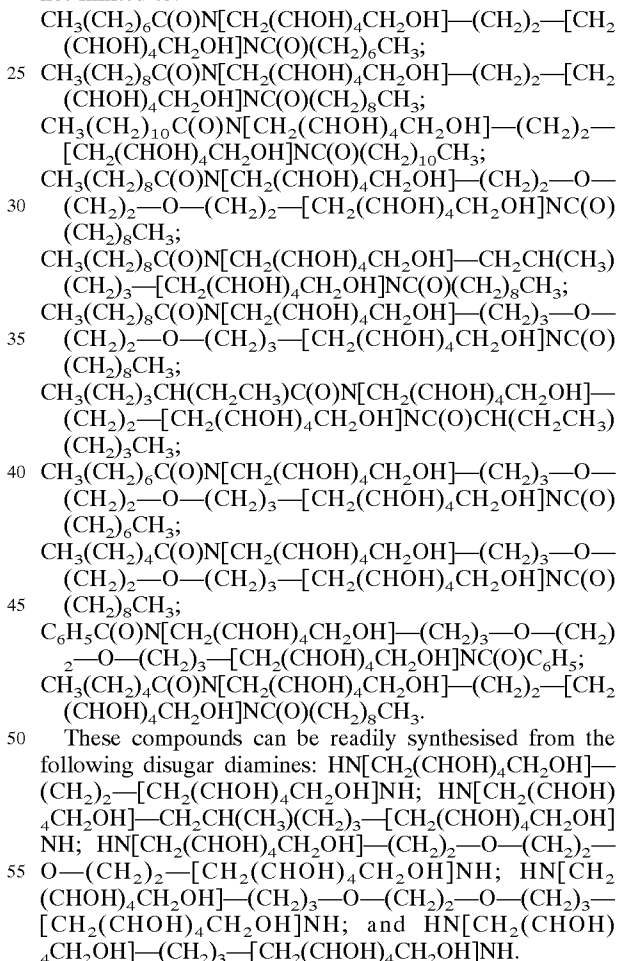 CH₃(CH₂)₆C(O)N[CH₂(CHOH)₄CH₂OH]—(CH₂)₂—[CH₂
(CHOH)₄CH₂OH]NC(O)(CH₂)₆CH₃;
25 CH₃(CH₂)₈C(O)N[CH₂(CHOH)₄CH₂OH]—(CH₂)₂—[CH₂
(CHOH)₄CH₂OH]NC(O)(CH₂)₈CH₃;
CH₃(CH₂)₁₀C(O)N[CH₂(CHOH)₄CH₂OH]—(CH₂)₂—
[CH₂(CHOH)₄CH₂OH]NC(O)(CH₂)₁₀CH₃;
CH₃(CH₂)₈C(O)N[CH₂(CHOH)₄CH₂OH]—(CH₂)₂—O—
30 (CH₂)₂—O—(CH₂)₂—[CH₂(CHOH)₄CH₂OH]NC(O)
(CH₂)₈CH₃;
CH₃(CH₂)₈C(O)N[CH₂(CHOH)₄CH₂OH]—CH₂CH(CH₃)
(CH₂)₃—[CH₂(CHOH)₄CH₂OH]NC(O)(CH₂)₈CH₃;
CH₃(CH₂)₈C(O)N[CH₂(CHOH)₄CH₂OH]—(CH₂)₃—O—
35 (CH₂)₂—O—(CH₂)₃—[CH₂(CHOH)₄CH₂OH]NC(O)
(CH₂)₈CH₃;
CH₃(CH₂)₃CH(CH₂CH₃)C(O)N[CH₂(CHOH)₄CH₂OH]—
(CH₂)₂—[CH₂(CHOH)₄CH₂OH]NC(O)CH(CH₂CH₃)
(CH₂)₃CH₃;
40 CH₃(CH₂)₆C(O)N[CH₂(CHOH)₄CH₂OH]—(CH₂)₃—O—
(CH₂)₂—O—(CH₂)₃—[CH₂(CHOH)₄CH₂OH]NC(O)
(CH₂)₆CH₃;
CH₃(CH₂)₄C(O)N[CH₂(CHOH)₄CH₂OH]—(CH₂)₃—O—
(CH₂)₂—O—(CH₂)₃—[CH₂(CHOH)₄CH₂OH]NC(O)
45 (CH₂)₈CH₃;
C₆H₅C(O)N[CH₂(CHOH)₄CH₂OH]—(CH₂)₃—O—(CH₂)
₂—O—(CH₂)₃—[CH₂(CHOH)₄CH₂OH]NC(O)C₆H₅;
CH₃(CH₂)₄C(O)N[CH₂(CHOH)₄CH₂OH]—(CH₂)₂—[CH₂
(CHOH)₄CH₂OH]NC(O)(CH₂)₈CH₃.
50 These compounds can be readily synthesised from the
following disugar diamines: HN[CH₂(CHOH)₄CH₂OH]—
(CH₂)₂—[CH₂(CHOH)₄CH₂OH]NH; HN[CH₂(CHOH)
₄CH₂OH]—CH₂CH(CH₃)(CH₂)₃—[CH₂(CHOH)₄CH₂OH]
NH; HN[CH₂(CHOH)₄CH₂OH]—(CH₂)₂—O—(CH₂)₂—
55 O—(CH₂)₂—[CH₂(CHOH)₄CH₂OH]NH; HN[CH₂
(CHOH)₄CH₂OH]—(CH₂)₃—O—(CH₂)₂—O—(CH₂)₃—
[CH₂(CHOH)₄CH₂OH]NH; and HN[CH₂(CHOH)
₄CH₂OH]—(CH₂)₃—[CH₂(CHOH)₄CH₂OH]NH.